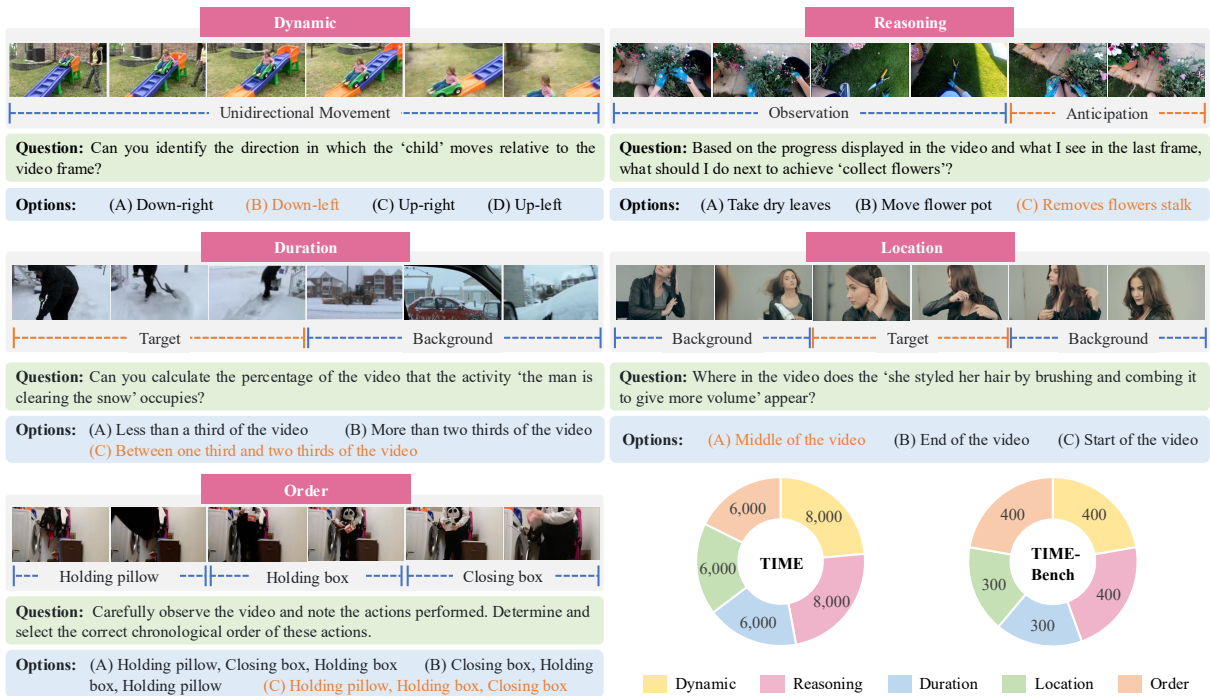 Dynamic
Unidirectional Movement
Question: Can you identify the direction in which the ‘child’ moves relative to the
video frame?
Options: (A) Down-right (B) Down-left (C) Up-right (D) Up-left
Reasoning
Observation Anticipation
Question: Based on the progress displayed in the video and what I see in the last frame,
what should I do next to achieve ‘collect flowers’?
Options: (A) Take dry leaves (B) Move flower pot (C) Removes flowers stalk
Duration
Target Background
Question: Can you calculate the percentage of the video that the activity ‘the man is
clearing the snow’ occupies?
Options: (A) Less than a third of the video (B) More than two thirds of the video
(C) Between one third and two thirds of the video
Location
Background Target Background
Question: Where in the video does the ‘she styled her hair by brushing and combing it
to give more volume’ appear?
Options: (A) Middle of the video (B) End of the video (C) Start of the video
Order
Holding pillow Holding box Closing box
Question: Carefully observe the video and note the actions performed. Determine and
select the correct chronological order of these actions.
Options: (A) Holding pillow, Closing box, Holding box (B) Closing box, Holding
box, Holding pillow (C) Holding pillow, Holding box, Closing box
6,000 8,000
6,000 TIME
6,000 8,000
400 400
TIME-
Bench
300 400
300
Dynamic Reasoning Duration Location Order